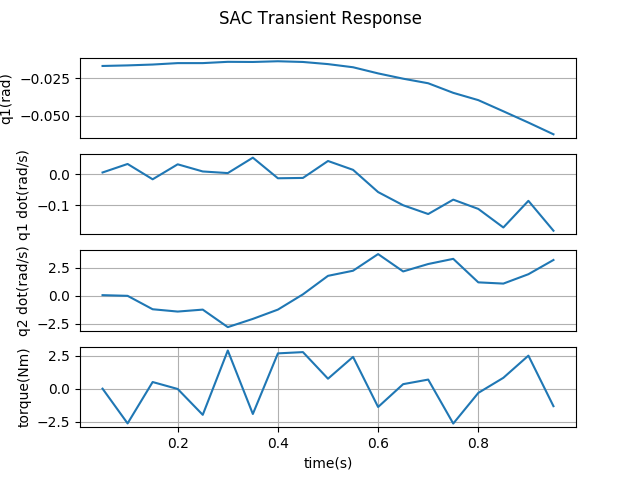 SAC Transient Response
q1(rad)
−0.025
−0.050
q1 dot(rad/s)
0.0
−0.1
q2 dot(rad/s)
2.5
0.0
−2.5
torque(Nm)
2.5
0.0
−2.5
0.2 0.4 0.6 0.8
time(s)